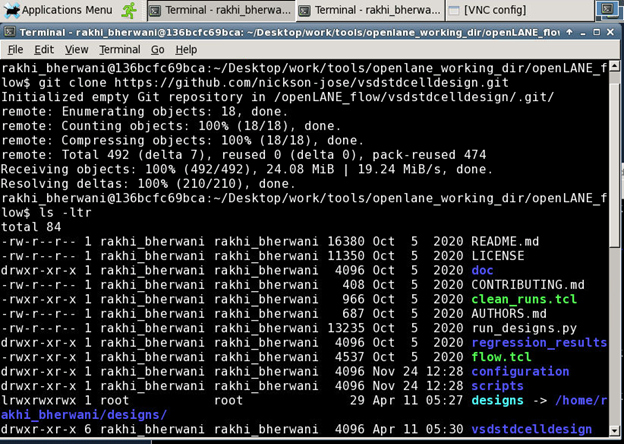 Applications Menu
Terminal - rakhi_bherwa...
Terminal - rakhi_bherwa...
[VNC config]
Terminal - rakhi_bherwani@136bcfc69bca:~/Desktop/work/tools/openlane_working_dir/openLANE_flow
File Edit View Terminal Go Help
rakhi_bherwani@136bcfc69bca:~/Desktop/work/tools/openlane_working_dir/openLANE_f
low$ git clone https://github.com/nickson-jose/vsdstdcelldesign.git
Initialized empty Git repository in /openLANE_flow/vsdstdcelldesign/.git/
remote: Enumerating objects: 18, done.
remote: Counting objects: 100% (18/18), done.
remote: Compressing objects: 100% (18/18), done.
remote: Total 492 (delta 7), reused 0 (delta 0), pack-reused 474
Receiving objects: 100% (492/492), 24.08 MiB | 19.24 MiB/s, done.
Resolving deltas: 100% (210/210), done.
rakhi_bherwani@136bcfc69bca:~/Desktop/work/tools/openlane_working_dir/openLANE_f
low$ ls -ltr
total 84
-rw-r--r-- 1 rakhi_bherwani rakhi_bherwani 16380 Oct  5  2020 README.md
-rw-r--r-- 1 rakhi_bherwani rakhi_bherwani 11350 Oct  5  2020 LICENSE
drwxr-xr-x 2 rakhi_bherwani rakhi_bherwani  4096 Oct  5  2020 doc
-rw-r--r-- 1 rakhi_bherwani rakhi_bherwani   408 Oct  5  2020 CONTRIBUTING.md
-rwxr-xr-x 1 rakhi_bherwani rakhi_bherwani   966 Oct  5  2020 clean_runs.tcl
-rw-r--r-- 1 rakhi_bherwani rakhi_bherwani   687 Oct  5  2020 AUTHORS.md
-rw-r--r-- 1 rakhi_bherwani rakhi_bherwani 13235 Oct  5  2020 run_designs.py
drwxr-xr-x 2 rakhi_bherwani rakhi_bherwani  4096 Oct  5  2020 regression_results
-rwxr-xr-x 1 rakhi_bherwani rakhi_bherwani  4537 Oct  5  2020 flow.tcl
drwxr-xr-x 2 rakhi_bherwani rakhi_bherwani  4096 Nov 24 12:28 configuration
drwxr-xr-x 9 rakhi_bherwani rakhi_bherwani  4096 Nov 24 12:28 scripts
lrwxrwxrwx 1 root           root              29 Apr 11 05:27 designs -> /home/r
akhi_bherwani/designs/
drwxr-xr-x 6 rakhi_bherwani rakhi_bherwani  4096 Apr 11 05:30 vsdstdcelldesign